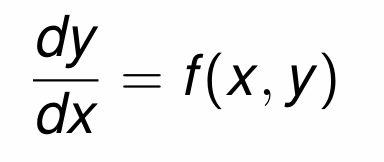 dy/dx = f(x, y)